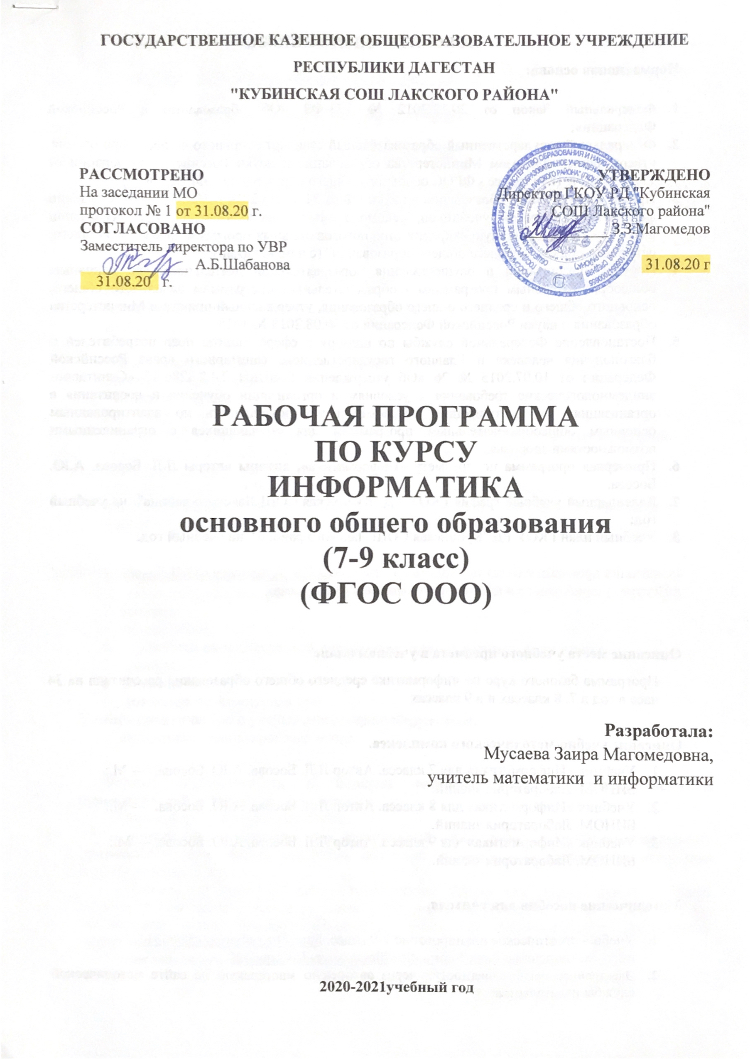 ГОСУДАРСТВЕННОЕ КАЗЕННОЕ ОБЩЕОБРАЗОВАТЕЛЬНОЕ УЧРЕЖДЕНИЕ
РЕСПУБЛИКИ ДАГЕСТАН
"КУБИНСКАЯ СОШ ЛАКСКОГО РАЙОНА"
РАССМОТРЕНО
На заседании МО
протокол № 1 от 31.08.20 г.
СОГЛАСОВАНО
Заместитель директора по УВР
А.Б.Шабанова
31.08.20 г.
УТВЕРЖДЕНО
Директор ГКОУ РД "Кубинская
СОШ Лакского района"
З.З.Магомедов
31.08.20 г
РАБОЧАЯ ПРОГРАММА
ПО КУРСУ
ИНФОРМАТИКА
основного общего образования
(7-9 класс)
(ФГОС ООО)
Разработала:
Мусаева Заира Магомедовна,
учитель математики и информатики
2020-2021учебный год